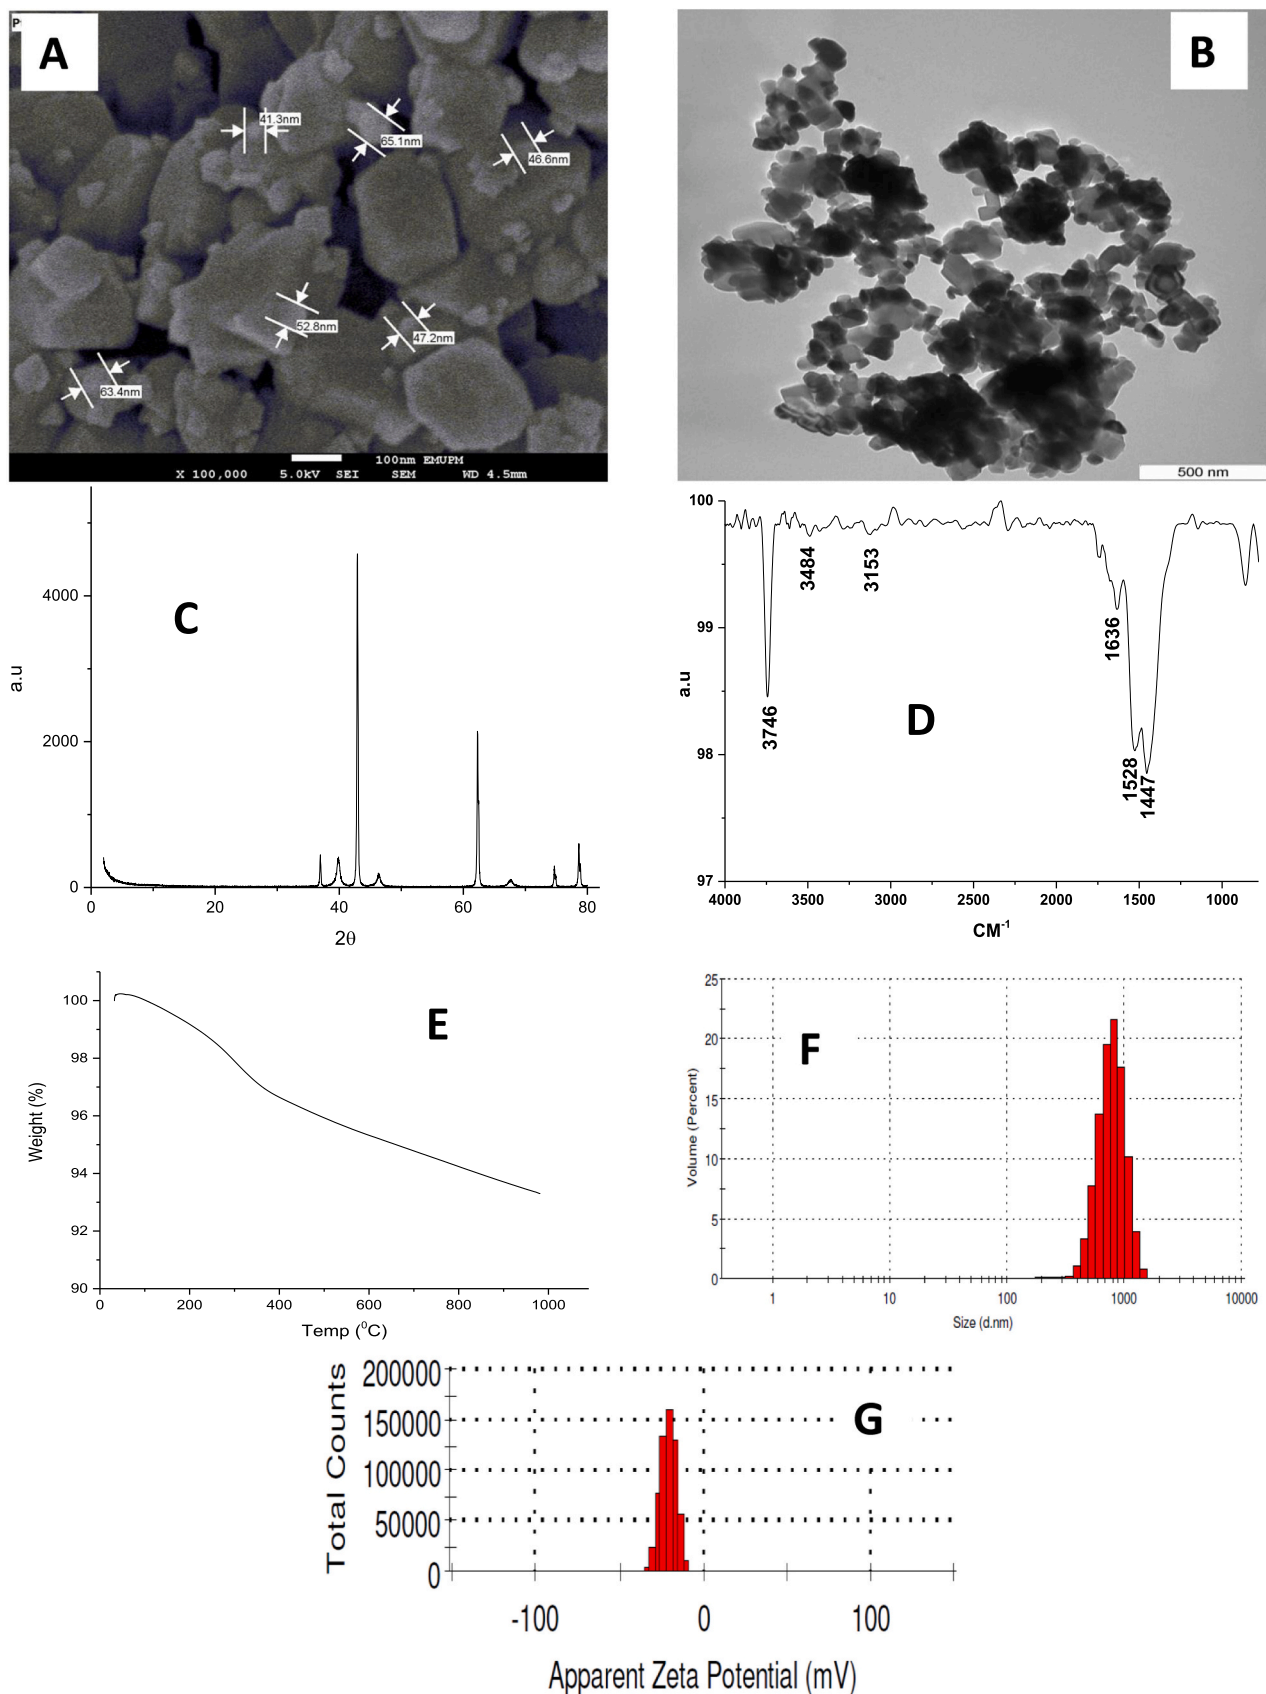 P
A
41.3nm
65.1nm
46.6nm
52.8nm
47.2nm
63.4nm
100nm EMUPM
X 100,000 5.0kV SEI SEM WD 4.5mm
B
500 nm
C
a.u
4000
2000
0
0 20 40 60 80
2θ
D
a.u
100
99
98
97
3746
3484
3153
1636
1528
1447
4000 3500 3000 2500 2000 1500 1000
CM-1
E
Weight (%)
100
98
96
94
92
90
0 200 400 600 800 1000
Temp (0C)
F
Volume (Percent)
25
20
15
10
5
0
1 10 100 1000 10000
Size (d.nm)
G
Total Counts
200000
150000
100000
50000
0
-100 0 100
Apparent Zeta Potential (mV)